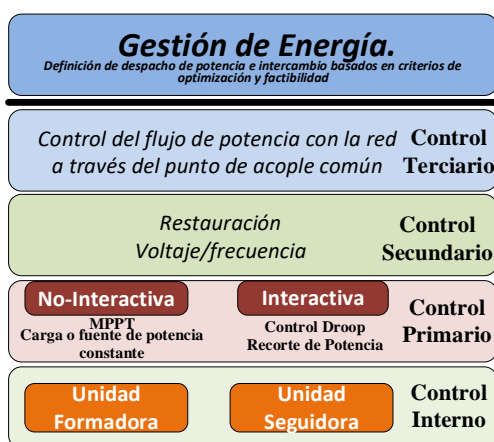 Gestión de Energía.
Definición de despacho de potencia e intercambio basados en criterios de
optimización y factibilidad
Control del flujo de potencia con la red
a través del punto de acople común
Control
Terciario
Restauración
Voltaje/frecuencia
Control
Secundario
No-Interactiva
MPPT
Carga o fuente de potencia
constante
Interactiva
Control Droop
Recorte de Potencia
Control
Primario
Unidad
Formadora
Unidad
Seguidora
Control
Interno